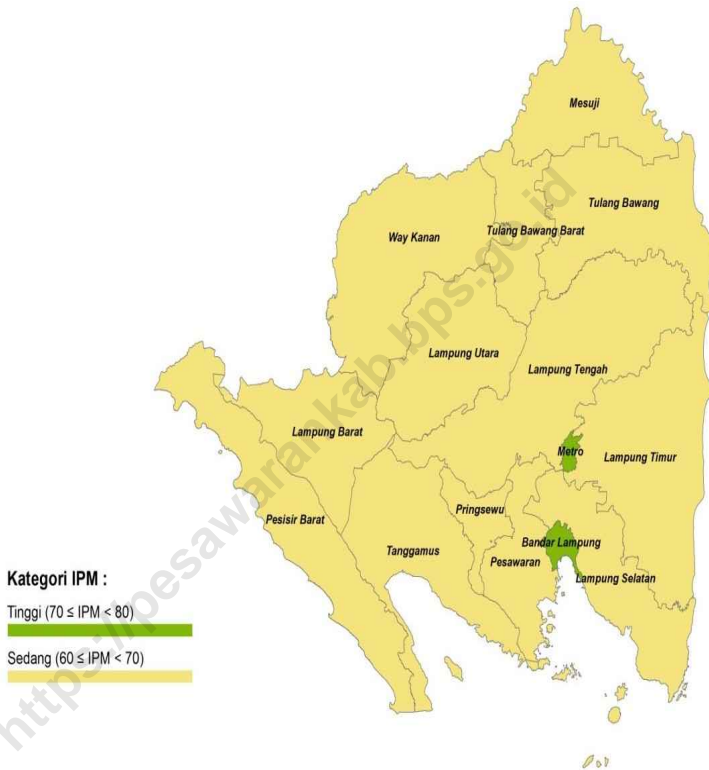 Mesuji
Tulang Bawang
Way Kanan
Tulang Bawang Barat
Lampung Utara
Lampung Tengah
Lampung Barat
Metro
Lampung Timur
Pringsewu
Pesisir Barat
Bandar Lampung
Tanggamus
Pesawaran
Lampung Selatan
Kategori IPM :
Tinggi (70 ≤ IPM < 80)
Sedang (60 ≤ IPM < 70)
https://pesawarankab.bps.go.id